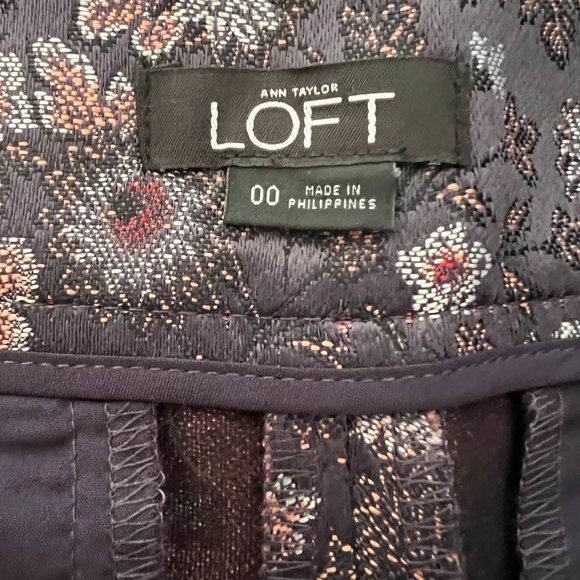 ANN TAYLOR
LOFT
00
MADE IN
PHILIPPINES